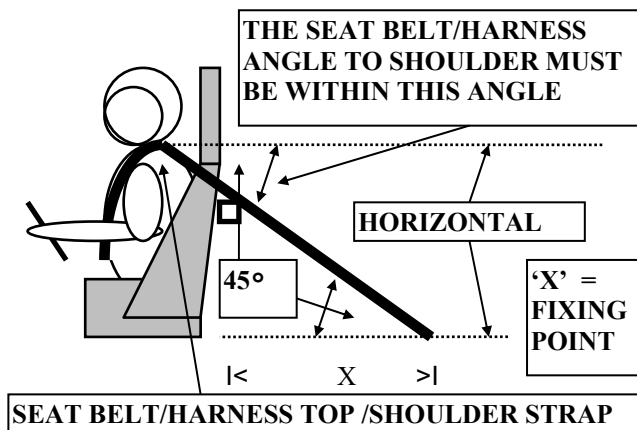 THE SEAT BELT/HARNESS
ANGLE TO SHOULDER MUST
BE WITHIN THIS ANGLE
HORIZONTAL
45°
'X' =
FIXING
POINT
|< X >|
SEAT BELT/HARNESS TOP /SHOULDER STRAP